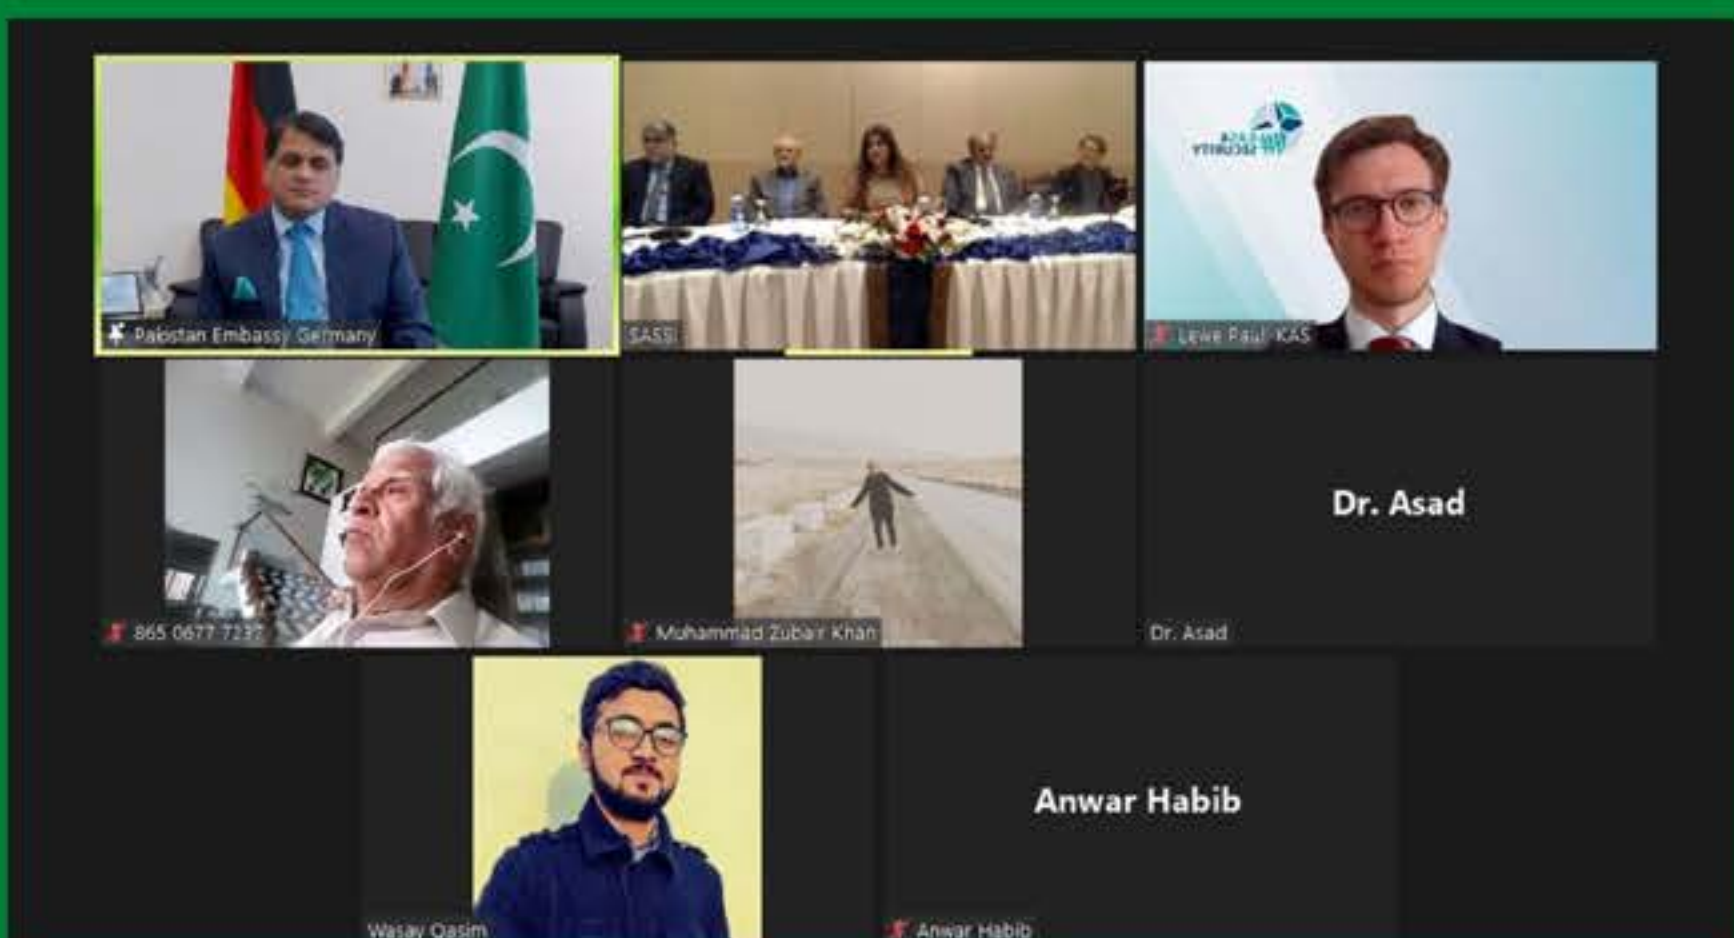 Pakistan Embassy Germany
SASSI
Lewe Paul- KAS
865 0677 7237
Muhammad Zubair Khan
Dr. Asad
Dr. Asad
Wasay Qasim
Anwar Habib
Anwar Habib